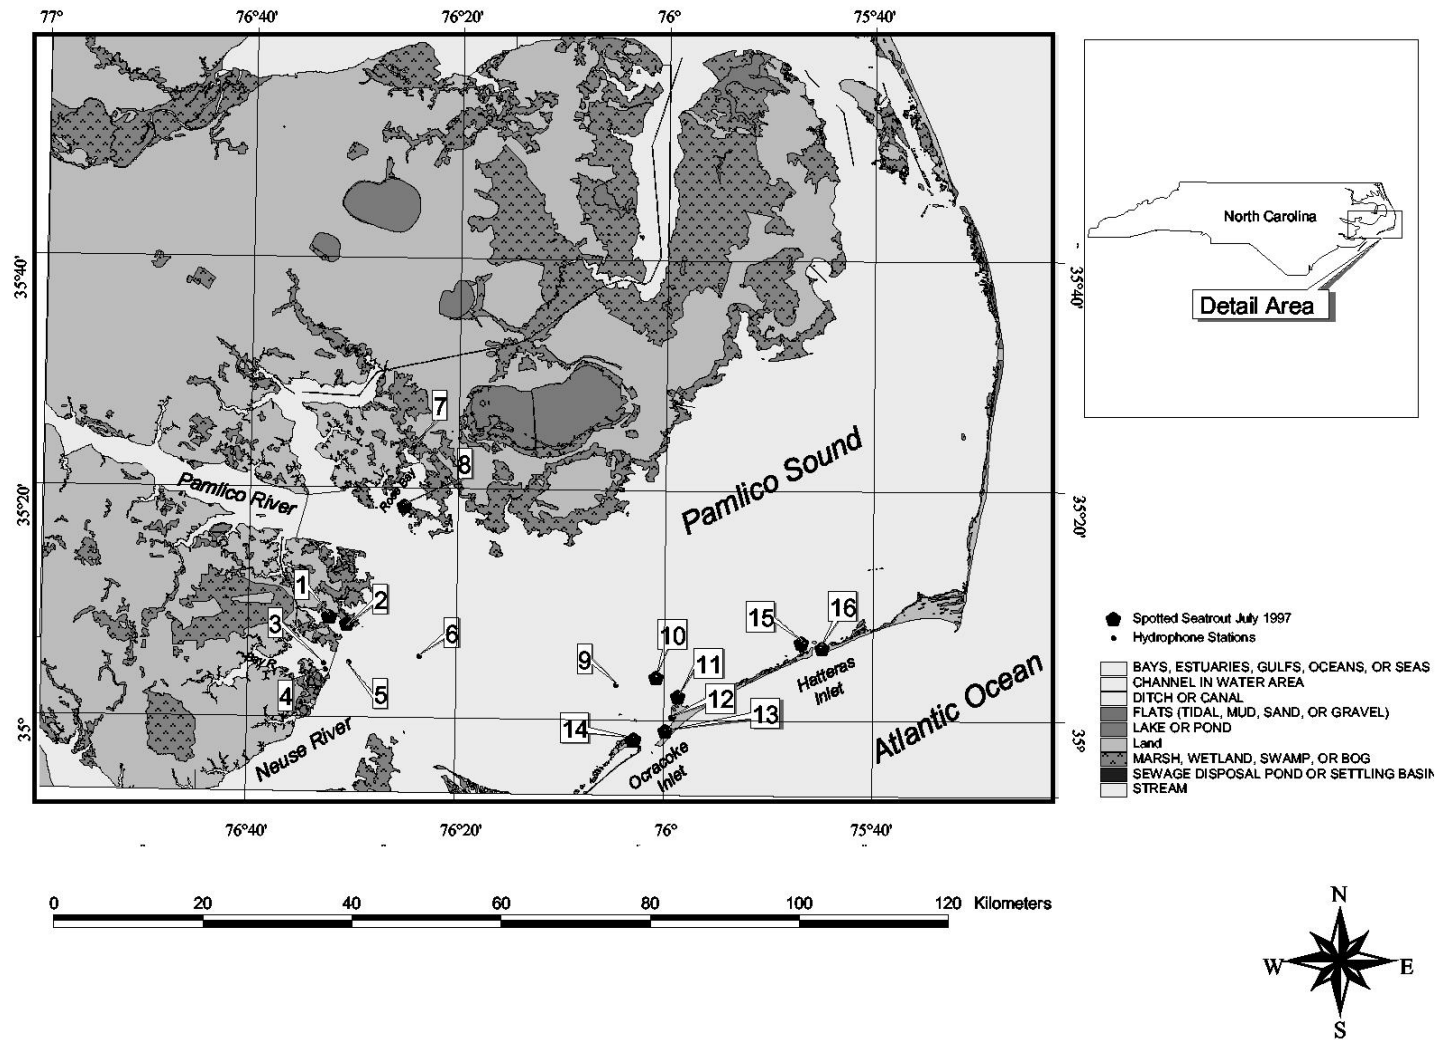 77°
76°40'
76°20'
76°
75°40'
35°40'
35°20'
35°
35°40'
35°20'
35°
North Carolina
Detail Area
7
8
Rose Bay
Pamlico River
Pamlico Sound
1
2
3
4
5
6
Bay R.
Neuse River
9
10
11
12
13
14
15
16
Hatteras
Inlet
Ocracoke
Inlet
Atlantic Ocean
Spotted Seatrout July 1997
Hydrophone Stations
BAYS, ESTUARIES, GULFS, OCEANS, OR SEAS
CHANNEL IN WATER AREA
DITCH OR CANAL
FLATS (TIDAL, MUD, SAND, OR GRAVEL)
LAKE OR POND
Land
MARSH, WETLAND, SWAMP, OR BOG
SEWAGE DISPOSAL POND OR SETTLING BASIN
STREAM
76°40'
76°20'
76°
75°40'
0 20 40 60 80 100 120 Kilometers
N
W E
S